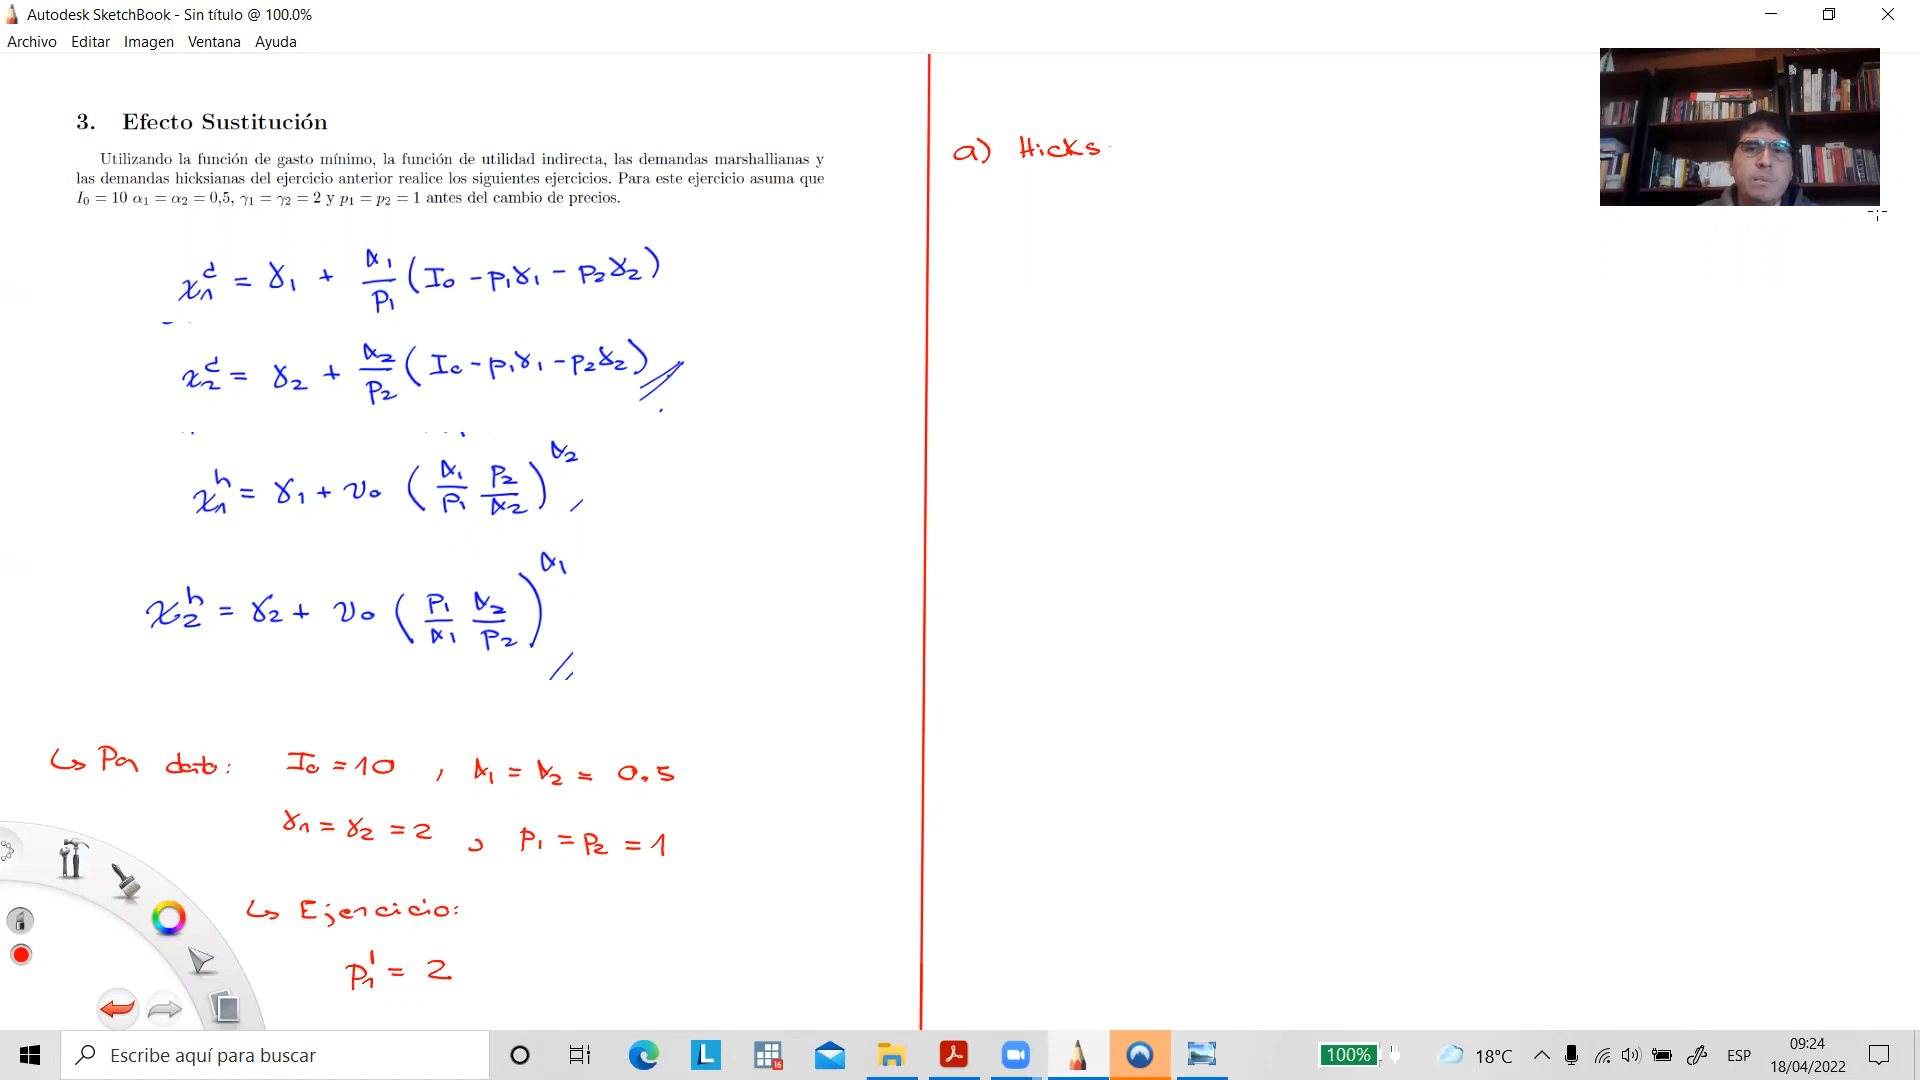 Autodesk SketchBook - Sin título @ 100.0%
Archivo Editar Imagen Ventana Ayuda
3. Efecto Sustitución
Utilizando la función de gasto mínimo, la función de utilidad indirecta, las demandas marshallianas y
las demandas hicksianas del ejercicio anterior realice los siguientes ejercicios. Para este ejercicio asuma que
I₀ = 10 α₁ = α₂ = 0,5, γ₁ = γ₂ = 2 y p₁ = p₂ = 1 antes del cambio de precios.
x₁ᵈ = γ₁ + α₁/p₁ (I₀ - p₁γ₁ - p₂γ₂)
x₂ᵈ = γ₂ + α₂/p₂ (I₀ - p₁γ₁ - p₂γ₂)
x₁ʰ = γ₁ + v₀ (α₁/p₁ p₂/α₂)^α₂
x₂ʰ = γ₂ + v₀ (p₁/α₁ α₂/p₂)^α₁
↳ Por dato: I₀ = 10 , α₁ = α₂ = 0.5
γ₁ = γ₂ = 2 , p₁ = p₂ = 1
↳ Ejercicio:
p₁' = 2
a) Hicks
Escribe aquí para buscar
L
16
100%
18°C
ESP
09:24
18/04/2022